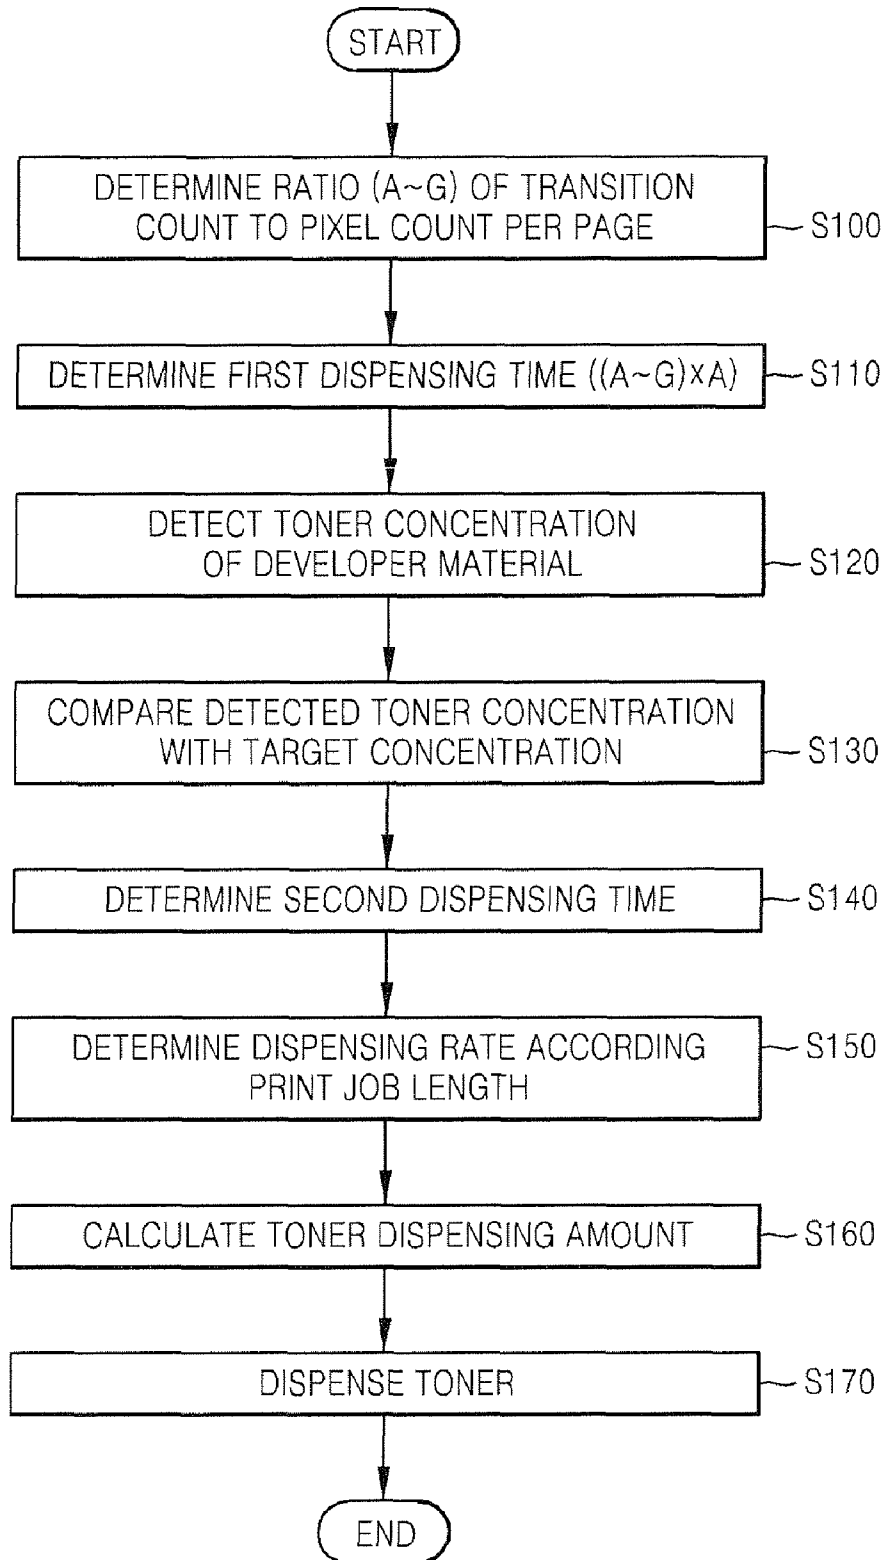 START
DETERMINE RATIO (A~G) OF TRANSITION
COUNT TO PIXEL COUNT PER PAGE
S100
DETERMINE FIRST DISPENSING TIME ((A~G)×A)
S110
DETECT TONER CONCENTRATION
OF DEVELOPER MATERIAL
S120
COMPARE DETECTED TONER CONCENTRATION
WITH TARGET CONCENTRATION
S130
DETERMINE SECOND DISPENSING TIME
S140
DETERMINE DISPENSING RATE ACCORDING
PRINT JOB LENGTH
S150
CALCULATE TONER DISPENSING AMOUNT
S160
DISPENSE TONER
S170
END